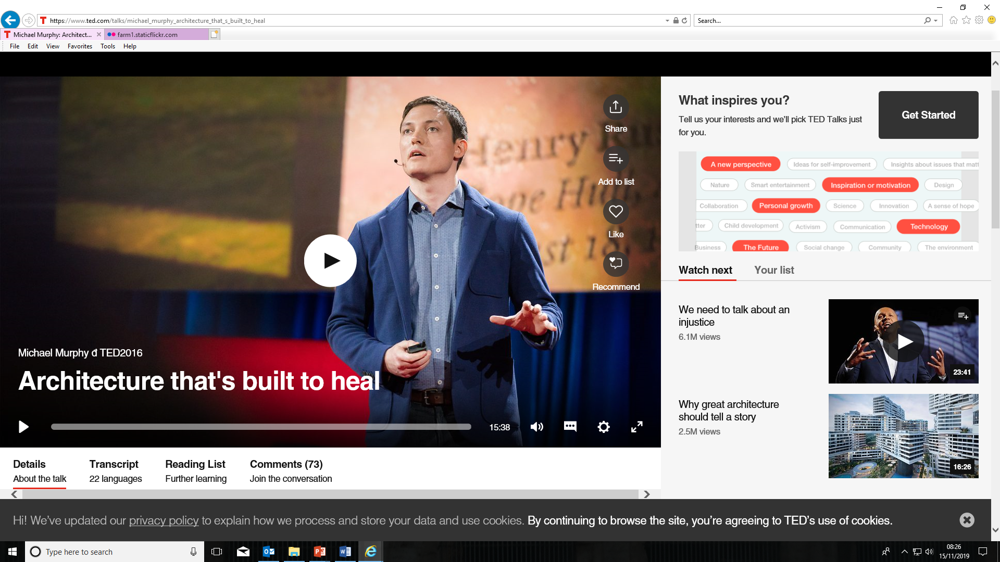 https://www.ted.com/talks/michael_murphy_architecture_that_s_built_to_heal
Search...
Michael Murphy: Architect...
farm1.staticflickr.com
File Edit View Favorites Tools Help
Henry
Share
Add to list
Like
Recommend
Michael Murphy đ TED2016
Architecture that's built to heal
15:38
What inspires you?
Tell us your interests and we’ll pick TED Talks just
for you.
Get Started
A new perspective Ideas for self-improvement Insights about issues that matt
Nature Smart entertainment Inspiration or motivation Design
Collaboration Personal growth Science Innovation A sense of hope
tter Child development Activism Communication Technology
Business The Future Social change Community The environment
Watch next Your list
We need to talk about an
injustice
6.1M views
23:41
Why great architecture
should tell a story
2.5M views
16:26
Details Transcript Reading List Comments (73)
About the talk 22 languages Further learning Join the conversation
Hi! We’ve updated our privacy policy to explain how we process and store your data and use cookies. By continuing to browse the site, you’re agreeing to TED’s use of cookies.
Type here to search
08:26
15/11/2019